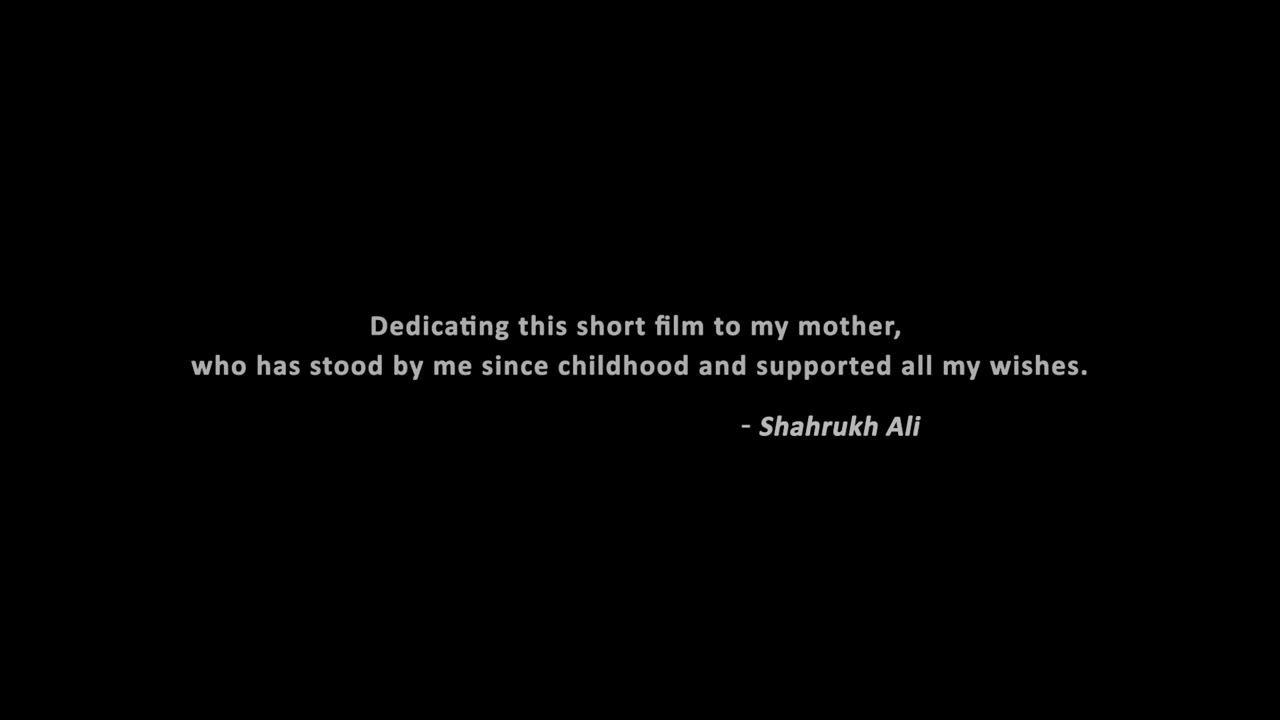 Dedicating this short film to my mother,
who has stood by me since childhood and supported all my wishes.
- Shahrukh Ali